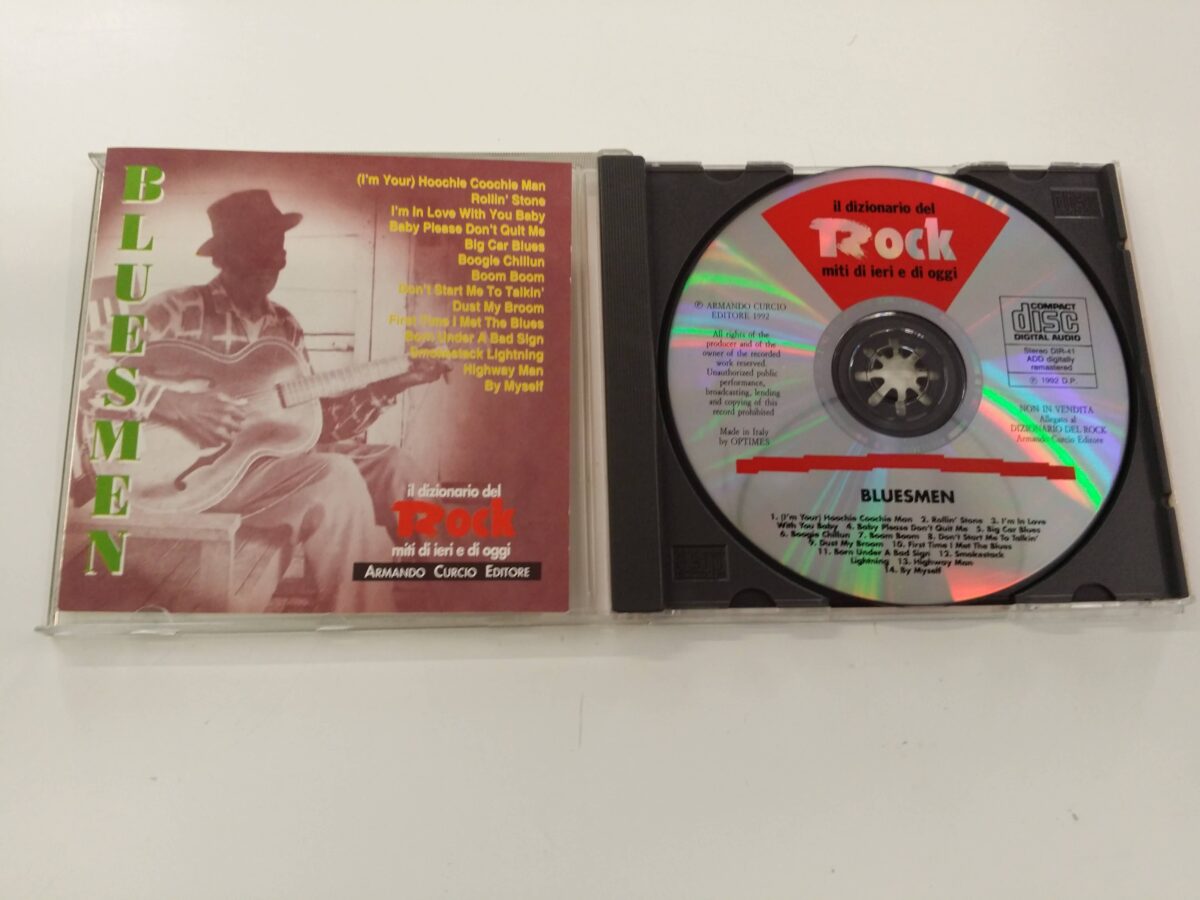 BLUESMEN
(I'm Your) Hoochie Coochie Man
Rollin' Stone
I'm In Love With You Baby
Baby Please Don't Quit Me
Big Car Blues
Boogie Chillun
Boom Boom
Don't Start Me To Talkin'
Dust My Broom
First Time I Met The Blues
Born Under A Bad Sign
Smokestack Lightning
Highway Man
By Myself
il dizionario del
Rock
miti di ieri e di oggi
ARMANDO CURCIO EDITORE
il dizionario del
Rock
miti di ieri e di oggi
℗ ARMANDO CURCIO
EDITORE 1992
All rights of the
producer and of the
owner of the recorded
work reserved.
Unauthorized public
performance,
broadcasting, lending
and copying of this
record prohibited
Made in Italy
by OPTIMES
COMPACT
disc
DIGITAL AUDIO
Stereo DIR-41
ADD digitally
remastered
℗ 1992 D.P.
NON IN VENDITA
Allegato al
DIZIONARIO DEL ROCK
Armando Curcio Editore
BLUESMEN
1. (I'm Your) Hoochie Coochie Man 2. Rollin' Stone 3. I'm In Love
With You Baby 4. Baby Please Don't Quit Me 5. Big Car Blues
6. Boogie Chillun 7. Boom Boom 8. Don't Start Me To Talkin'
9. Dust My Broom 10. First Time I Met The Blues
11. Born Under A Bad Sign 12. Smokestack
Lightning 13. Highway Man
14. By Myself